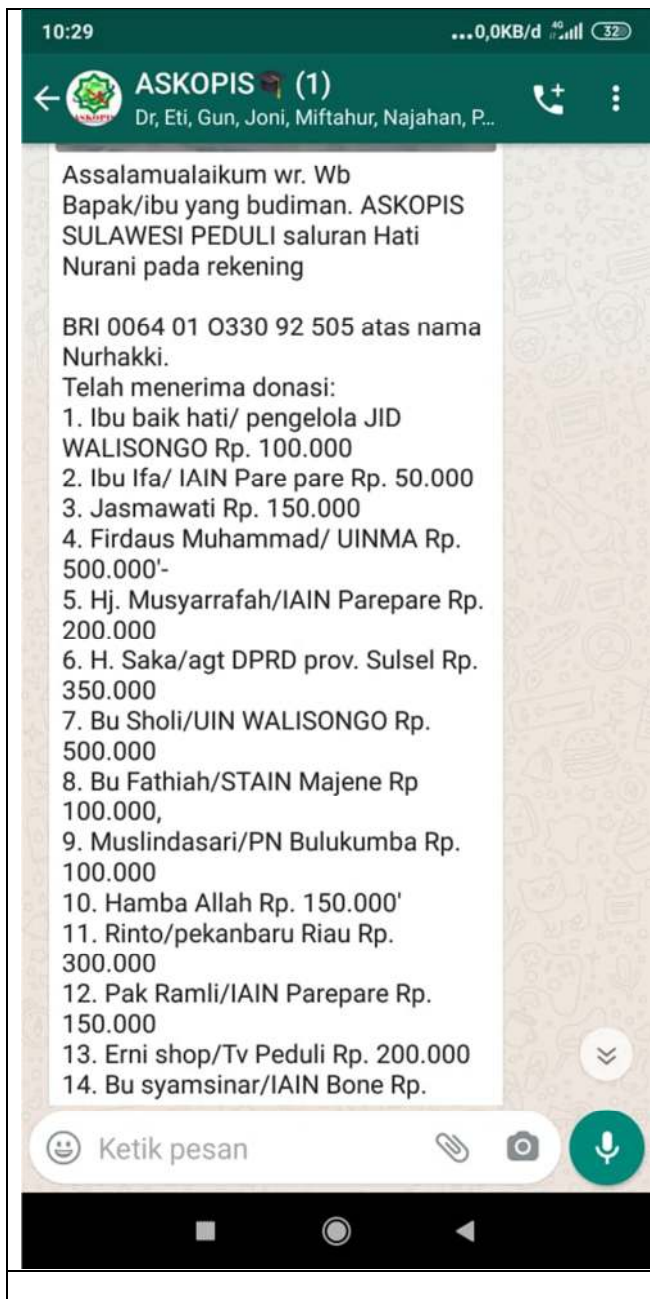 10:29
...0,0KB/d 4G 32
ASKOPIS (1)
Dr, Eti, Gun, Joni, Miftahur, Najahan, P...
Assalamualaikum wr. Wb
Bapak/ibu yang budiman. ASKOPIS
SULAWESI PEDULI saluran Hati
Nurani pada rekening
BRI 0064 01 O330 92 505 atas nama
Nurhakki.
Telah menerima donasi:
1. Ibu baik hati/ pengelola JID
WALISONGO Rp. 100.000
2. Ibu Ifa/ IAIN Pare pare Rp. 50.000
3. Jasmawati Rp. 150.000
4. Firdaus Muhammad/ UINMA Rp.
500.000'-
5. Hj. Musyarrafah/IAIN Parepare Rp.
200.000
6. H. Saka/agt DPRD prov. Sulsel Rp.
350.000
7. Bu Sholi/UIN WALISONGO Rp.
500.000
8. Bu Fathiah/STAIN Majene Rp
100.000,
9. Muslindasari/PN Bulukumba Rp.
100.000
10. Hamba Allah Rp. 150.000'
11. Rinto/pekanbaru Riau Rp.
300.000
12. Pak Ramli/IAIN Parepare Rp.
150.000
13. Erni shop/Tv Peduli Rp. 200.000
14. Bu syamsinar/IAIN Bone Rp.
Ketik pesan